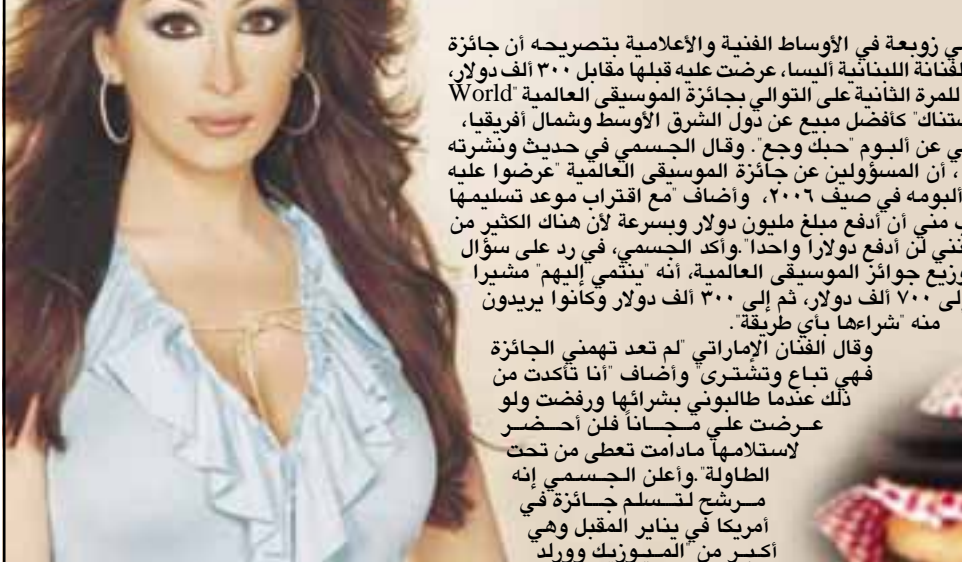 ي زوبعة في الأوساط الفنية والأعلامية بتصريحه أن جائزة
لفنانة اللبنانية أليسا، عرضت عليه قبلها مقابل ٣٠٠ ألف دولار،
للمرة الثانية على التوالي بجائزة الموسيقى العالمية "World
ستناك" كأفضل مبيع عن دول الشرق الأوسط وشمال أفريقيا،
ي عن ألبوم "حبك وجع". وقال الجسمي في حديث ونشرته
، أن المسؤولين عن جائزة الموسيقى العالمية "عرضوا عليه
ألبومه في صيف ٢٠٠٦، وأضاف "مع اقتراب موعد تسليمها
ب مني أن أدفع مبلغ مليون دولار وبسرعة لأن هناك الكثير من
نني لن أدفع دولارا واحدا".وأكد الجسمي، في رد على سؤال
وزيع جوائز الموسيقى العالمية، أنه "ينتمي إليهم" مشيرا
لى ٧٠٠ ألف دولار، ثم إلى ٣٠٠ ألف دولار وكانوا يريدون
منه "شراءها بأي طريقة".
وقال الفنان الإماراتي "لم تعد تهمني الجائزة
فهي تباع وتشترى" وأضاف "أنا تأكدت من
ذلك عندما طالبوني بشرائها ورفضت ولو
عرضت علي مجاناً فلن أحضر
لاستلامها مادامت تعطى من تحت
الطاولة".وأعلن الجسمي إنه
مرشح لتسلم جائزة في
أمريكا في يناير المقبل وهي
أكبر من "الميوزيك وورلد